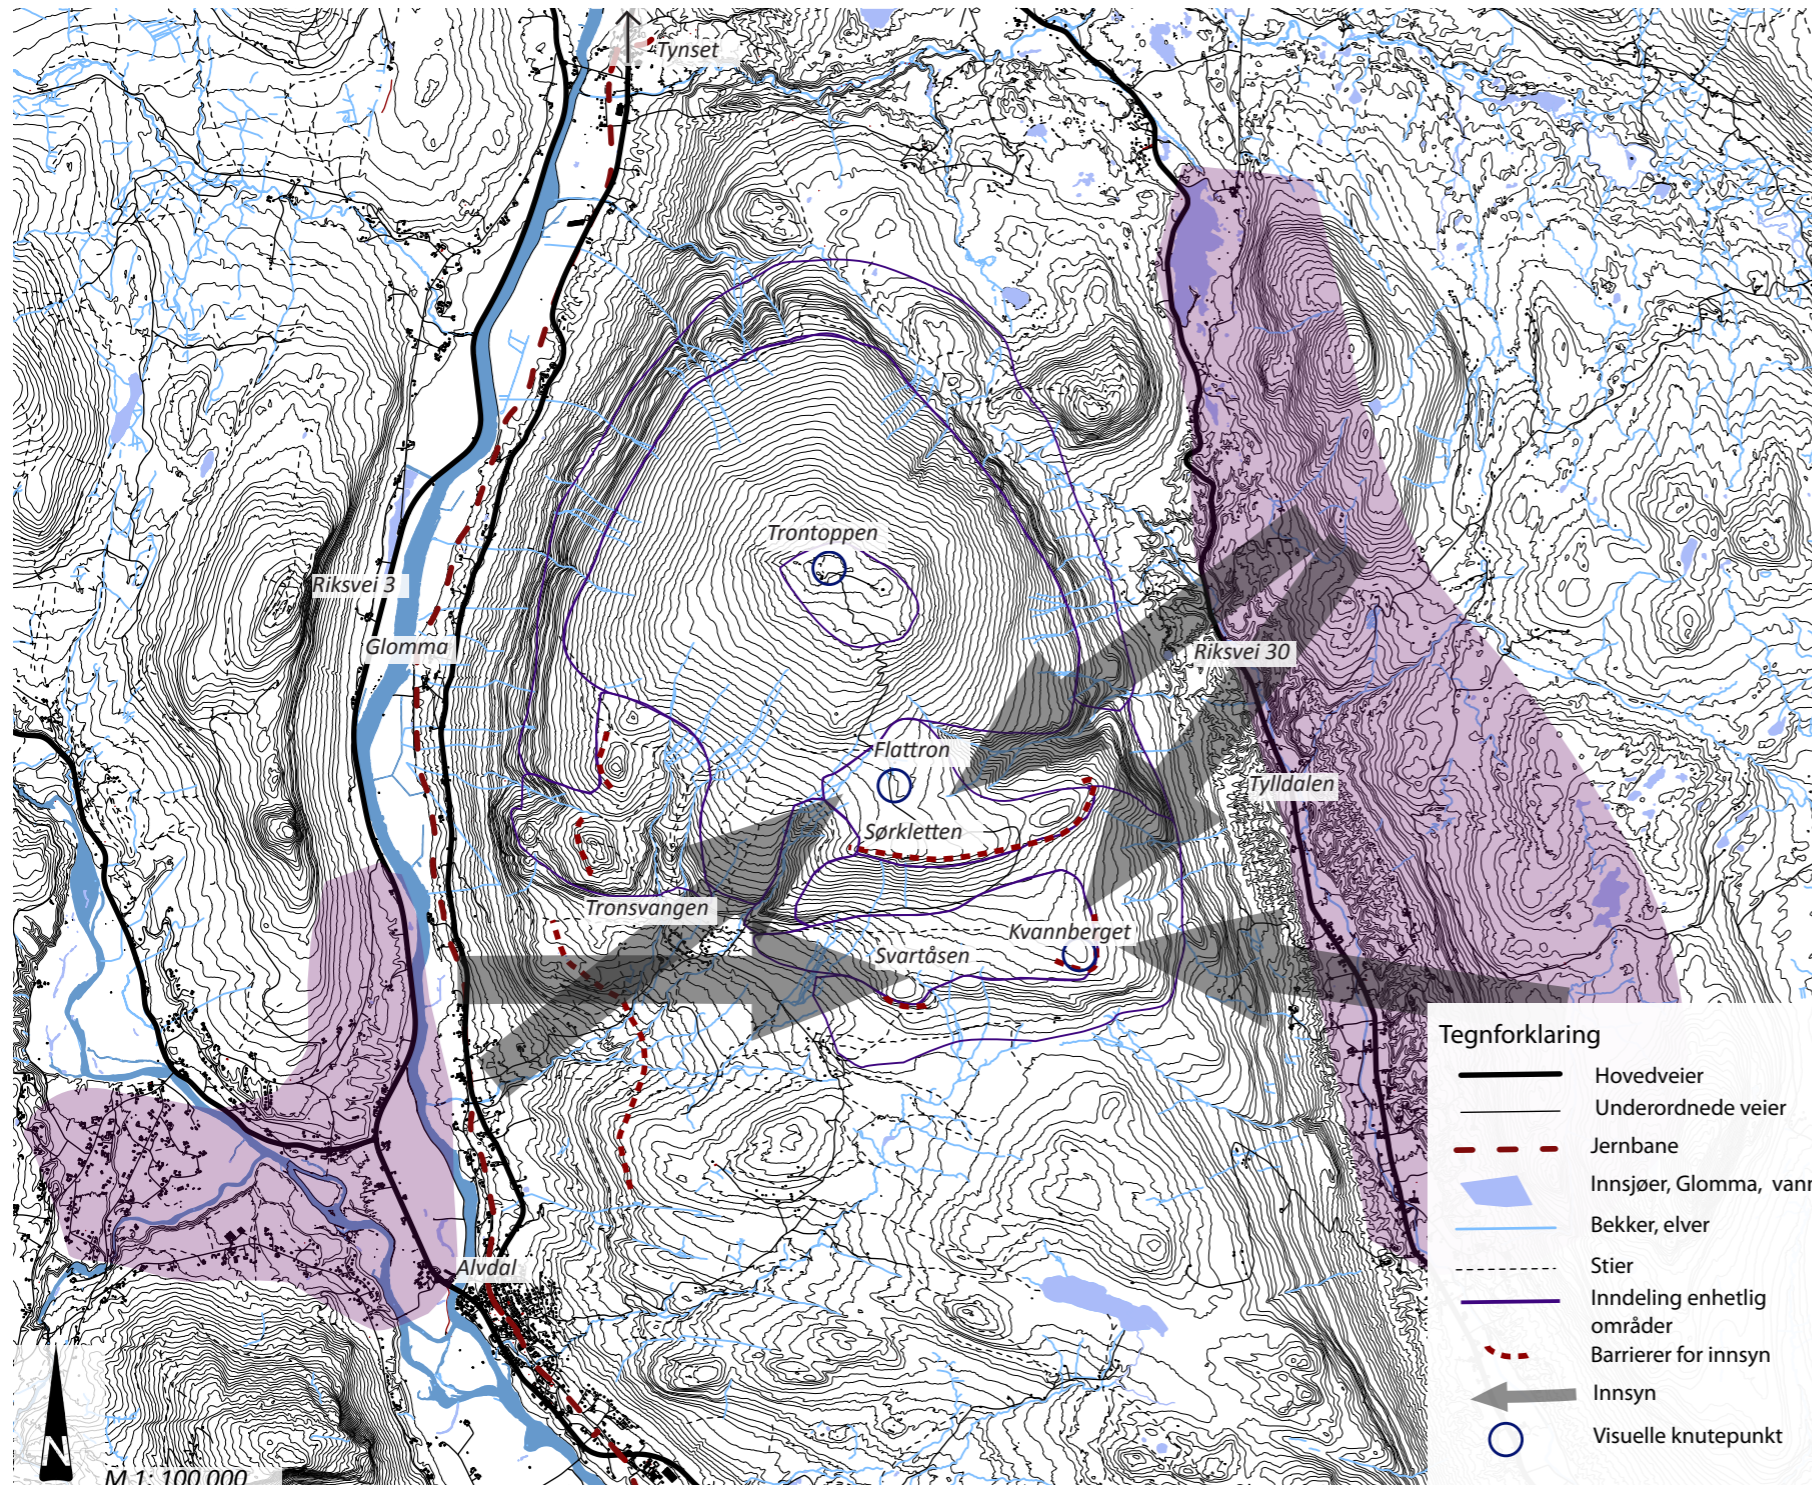 Tynset
Trontoppen
Riksvei 3
Glomma
Riksvei 30
Flattron
Tylldalen
Sørkletten
Tronsvangen
Kvannberget
Svartåsen
Alvdal
Tegnforklaring
Hovedveier
Underordnede veier
Jernbane
Innsjøer, Glomma, vann
Bekker, elver
Stier
Inndeling enhetlig
områder
Barrierer for innsyn
Innsyn
Visuelle knutepunkt
N
M 1: 100 000